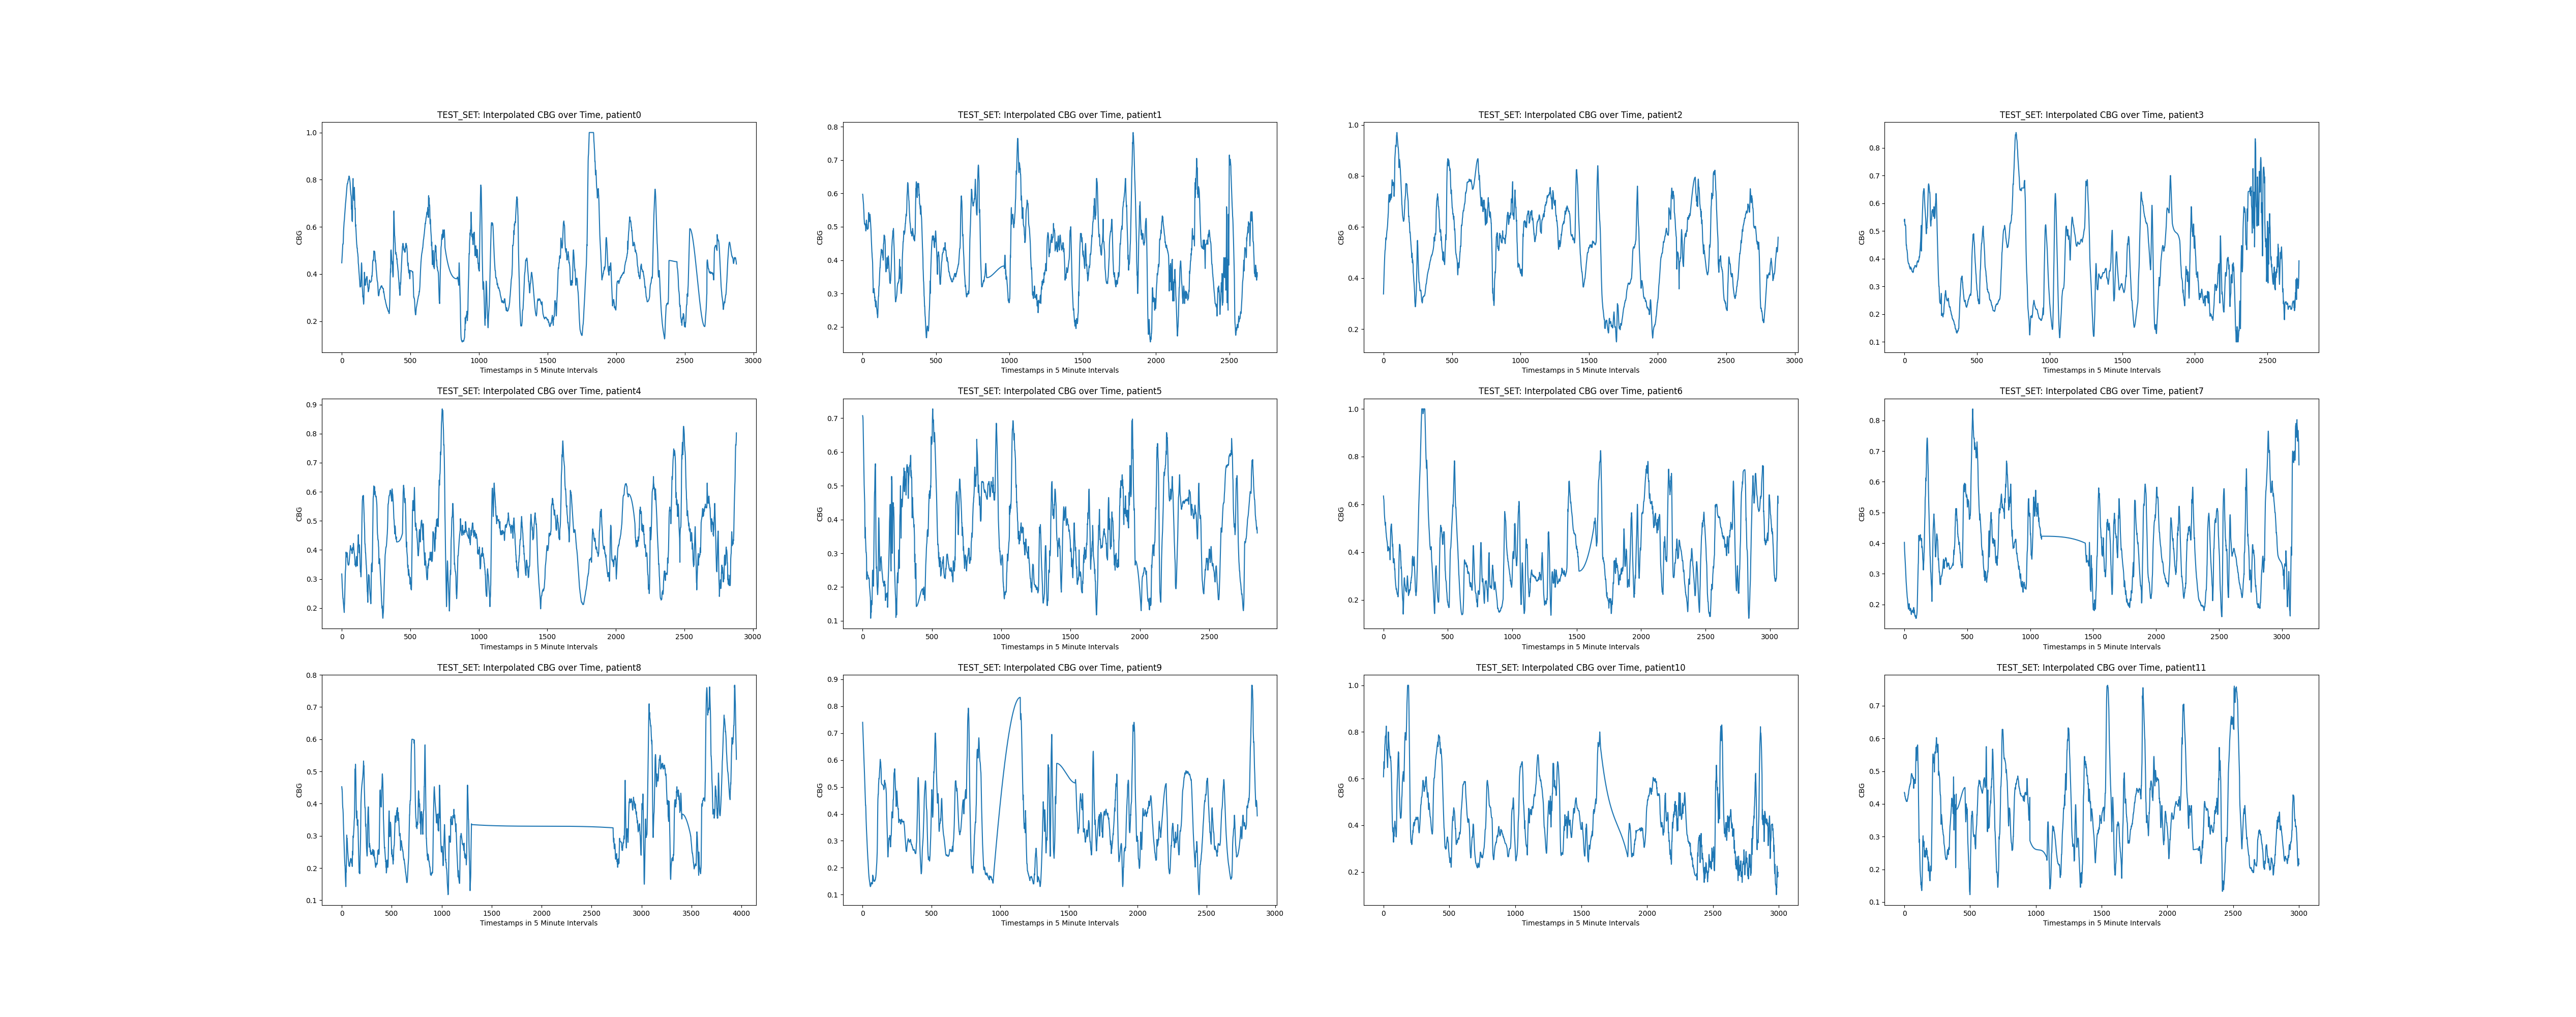 TEST_SET: Interpolated CBG over Time, patient0
TEST_SET: Interpolated CBG over Time, patient1
TEST_SET: Interpolated CBG over Time, patient2
TEST_SET: Interpolated CBG over Time, patient3
1.0
0.8
0.6
0.4
0.2
CBG
0 500 1000 1500 2000 2500 3000
Timestamps in 5 Minute Intervals
0.8
0.7
0.6
0.5
0.4
0.3
0.2
CBG
0 500 1000 1500 2000 2500
Timestamps in 5 Minute Intervals
1.0
0.8
0.6
0.4
0.2
CBG
0 500 1000 1500 2000 2500 3000
Timestamps in 5 Minute Intervals
0.8
0.7
0.6
0.5
0.4
0.3
0.2
0.1
CBG
0 500 1000 1500 2000 2500
Timestamps in 5 Minute Intervals
TEST_SET: Interpolated CBG over Time, patient4
TEST_SET: Interpolated CBG over Time, patient5
TEST_SET: Interpolated CBG over Time, patient6
TEST_SET: Interpolated CBG over Time, patient7
0.9
0.8
0.7
0.6
0.5
0.4
0.3
0.2
CBG
0 500 1000 1500 2000 2500 3000
Timestamps in 5 Minute Intervals
0.7
0.6
0.5
0.4
0.3
0.2
0.1
CBG
0 500 1000 1500 2000 2500
Timestamps in 5 Minute Intervals
1.0
0.8
0.6
0.4
0.2
CBG
0 500 1000 1500 2000 2500 3000
Timestamps in 5 Minute Intervals
0.8
0.7
0.6
0.5
0.4
0.3
0.2
CBG
0 500 1000 1500 2000 2500 3000
Timestamps in 5 Minute Intervals
TEST_SET: Interpolated CBG over Time, patient8
TEST_SET: Interpolated CBG over Time, patient9
TEST_SET: Interpolated CBG over Time, patient10
TEST_SET: Interpolated CBG over Time, patient11
0.8
0.7
0.6
0.5
0.4
0.3
0.2
0.1
CBG
0 500 1000 1500 2000 2500 3000 3500 4000
Timestamps in 5 Minute Intervals
0.9
0.8
0.7
0.6
0.5
0.4
0.3
0.2
0.1
CBG
0 500 1000 1500 2000 2500 3000
Timestamps in 5 Minute Intervals
1.0
0.8
0.6
0.4
0.2
CBG
0 500 1000 1500 2000 2500 3000
Timestamps in 5 Minute Intervals
0.7
0.6
0.5
0.4
0.3
0.2
0.1
CBG
0 500 1000 1500 2000 2500 3000
Timestamps in 5 Minute Intervals